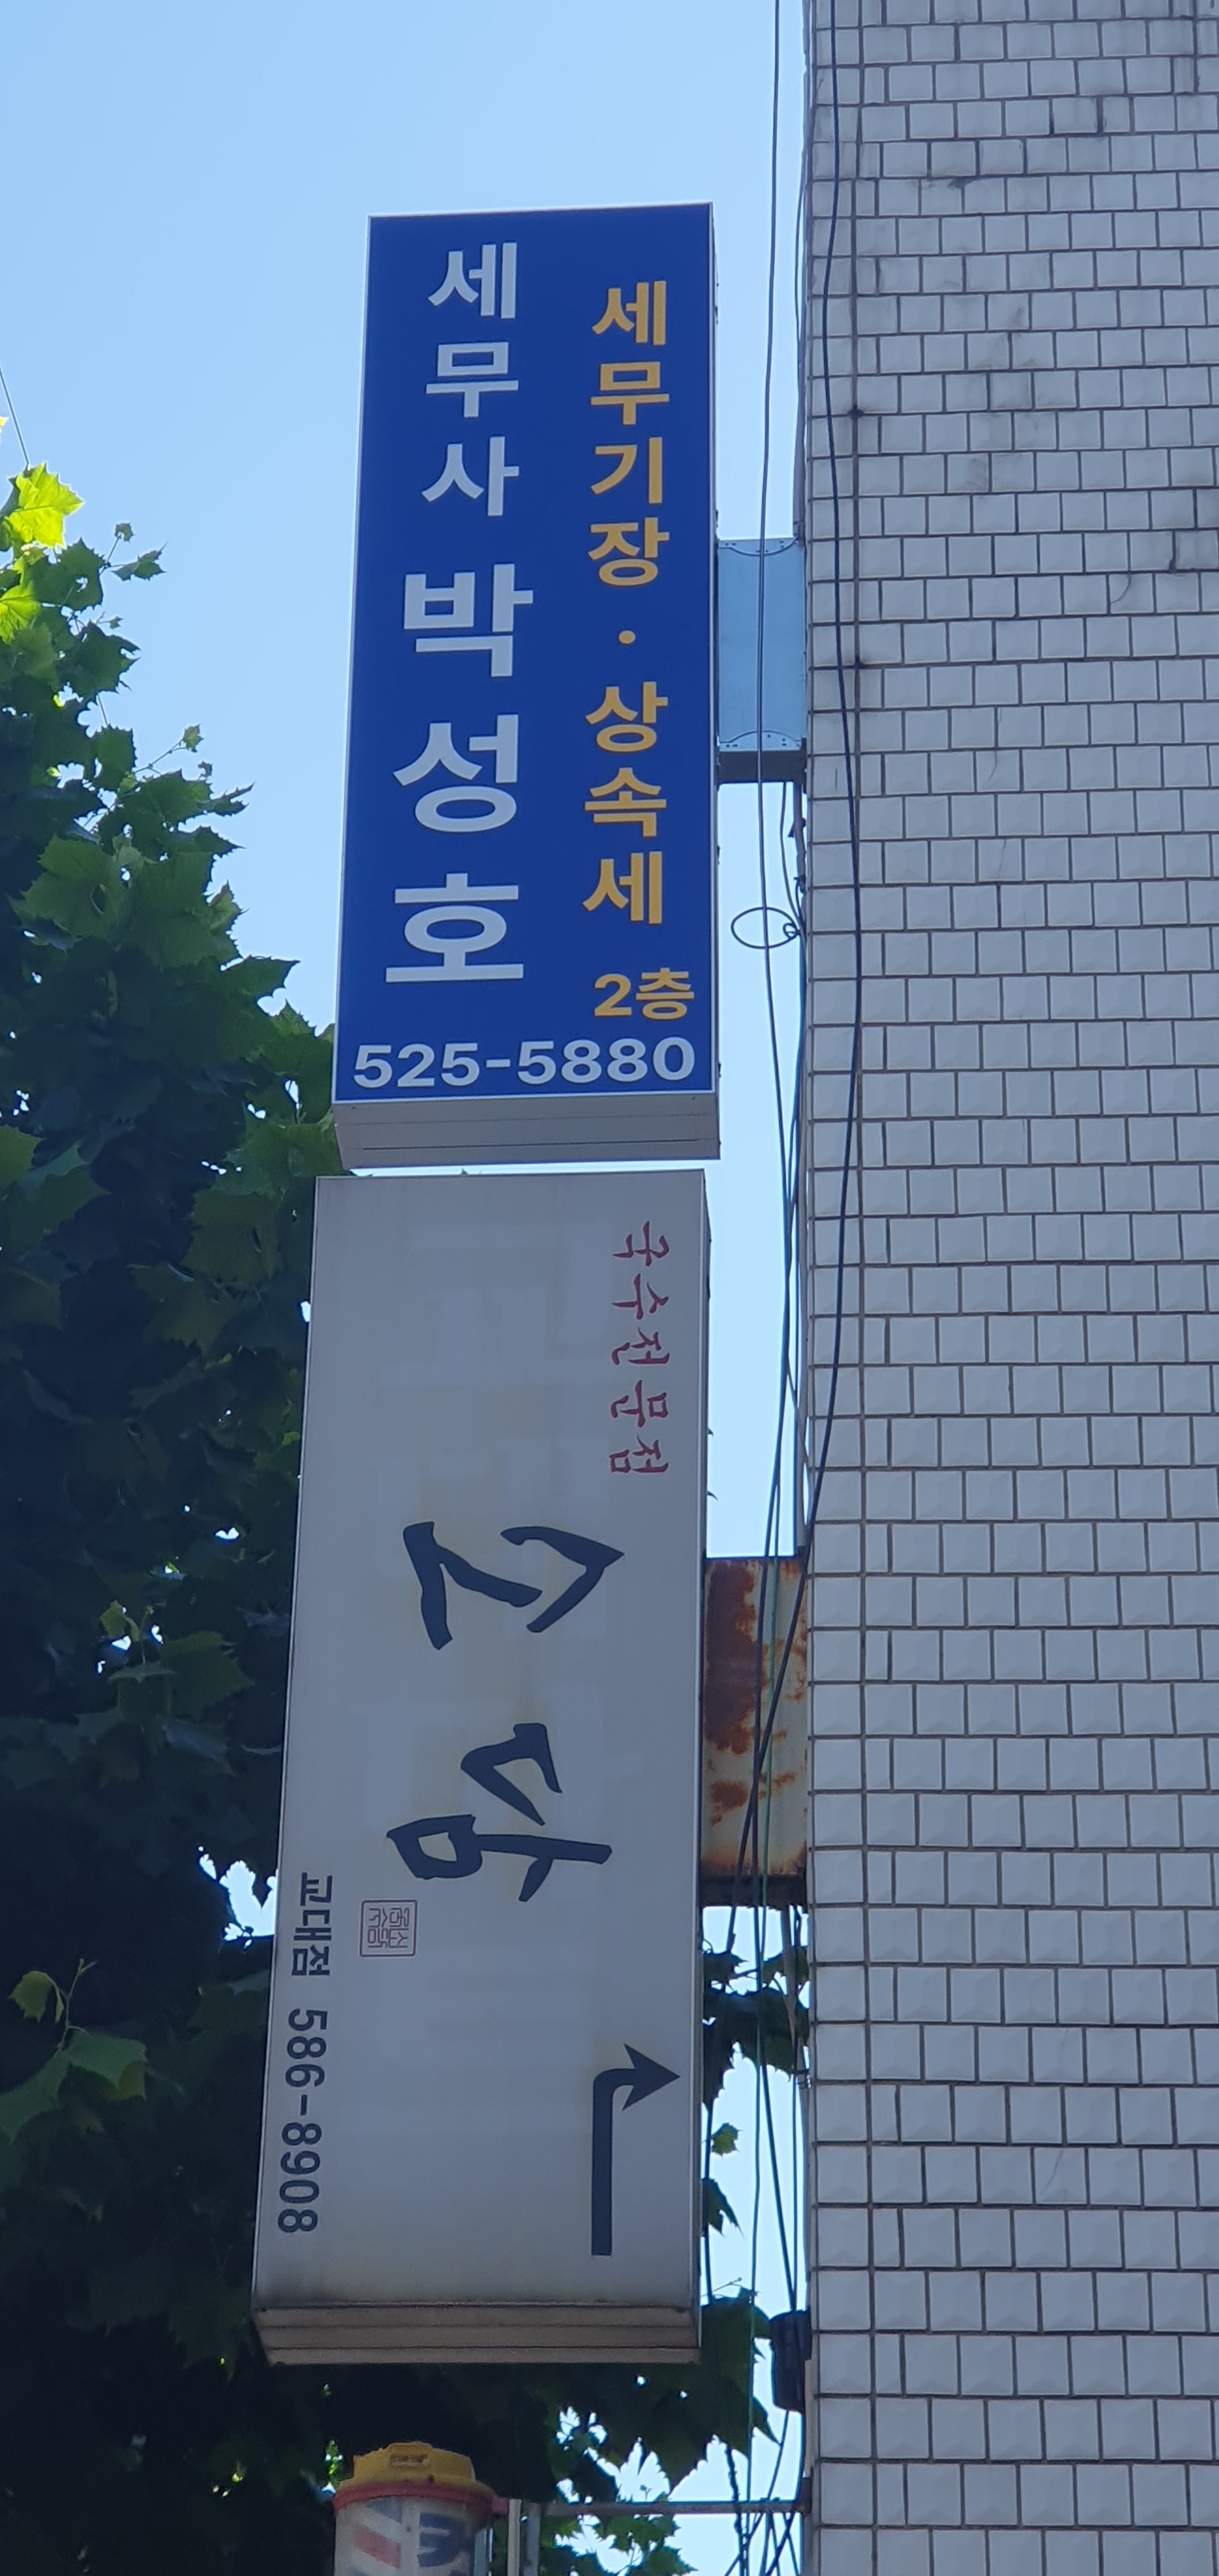 세무사 박성호
세무기장·상속세
2층
525-5880
국수전문점
소담
교대점 586-8908